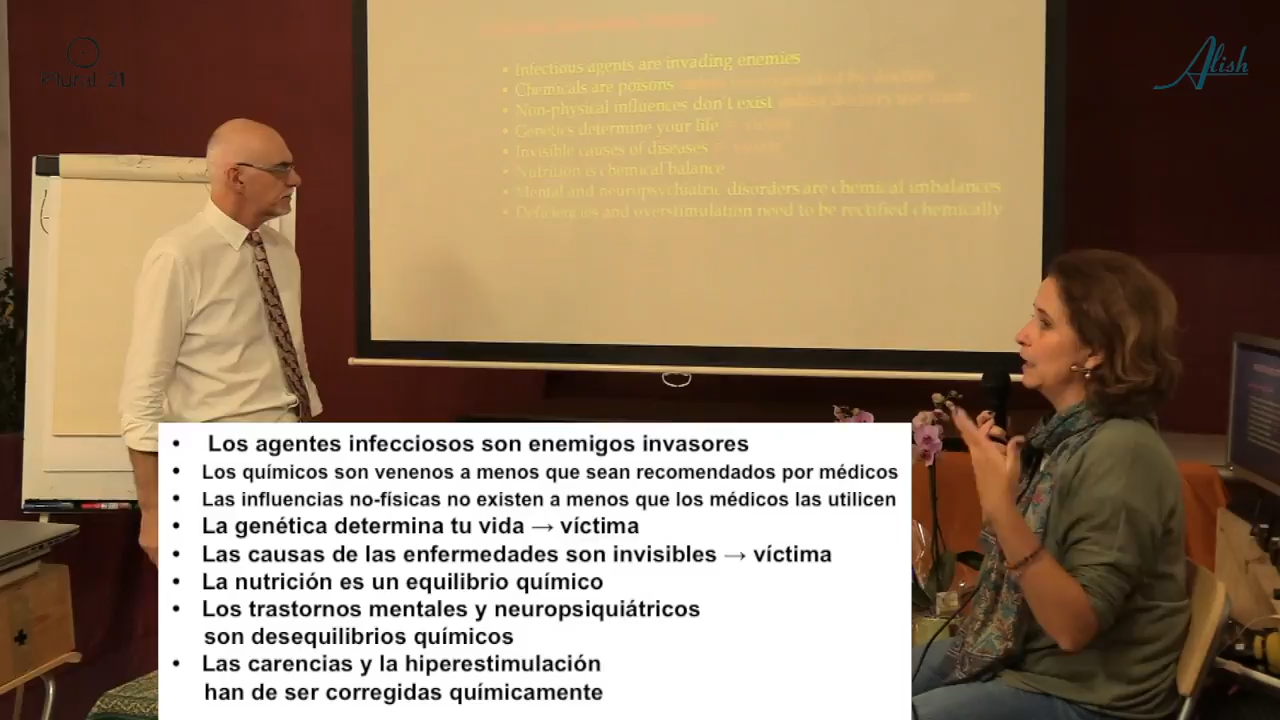 Plural 21
Alish
• Infectious agents are invading enemies
• Chemicals are poisons
• Non-physical influences don't exist
• Genetics determine your life
• Invisible causes of diseases
• Nutrition is chemical balance
• Mental and neuropsychiatric disorders are chemical imbalances
• Deficiencies and overstimulation need to be rectified chemically
• Los agentes infecciosos son enemigos invasores
• Los químicos son venenos a menos que sean recomendados por médicos
• Las influencias no-físicas no existen a menos que los médicos las utilicen
• La genética determina tu vida → víctima
• Las causas de las enfermedades son invisibles → víctima
• La nutrición es un equilibrio químico
• Los trastornos mentales y neuropsiquiátricos
son desequilibrios químicos
• Las carencias y la hiperestimulación
han de ser corregidas químicamente